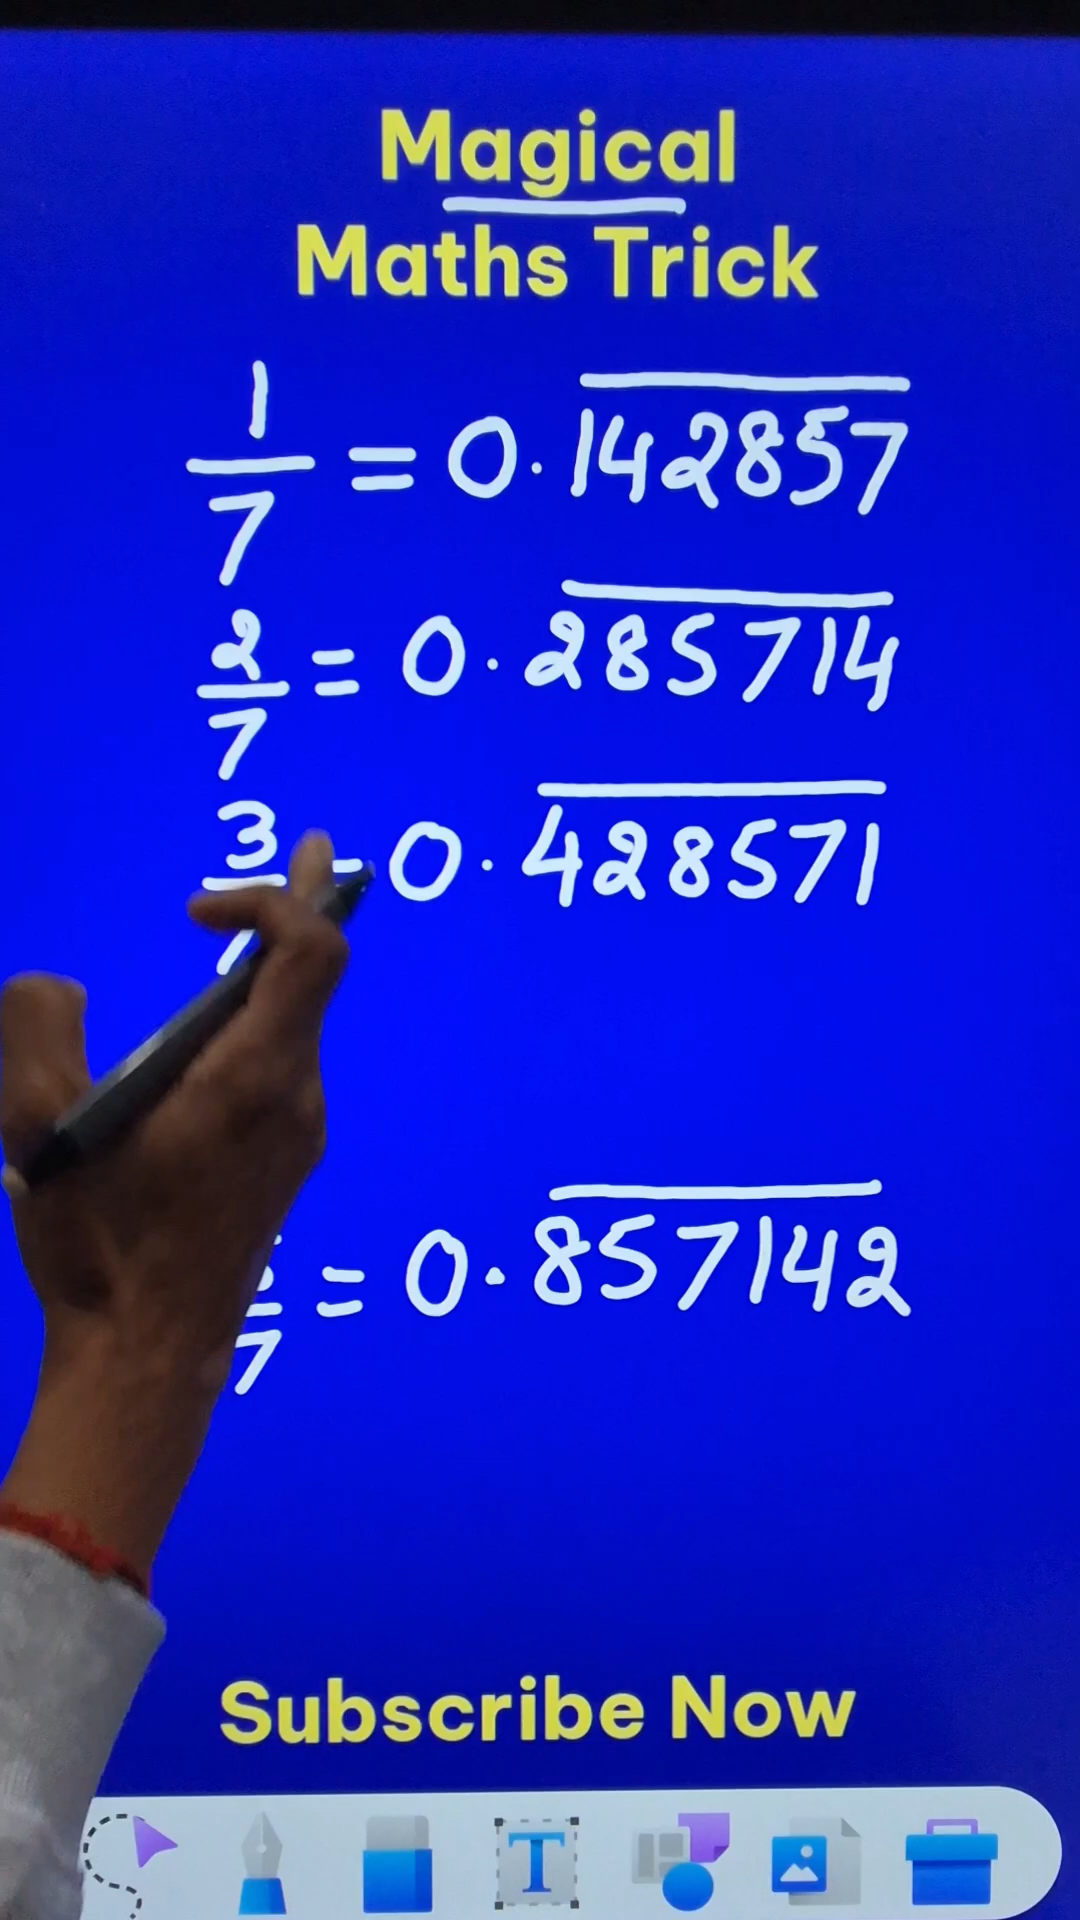 Magical
Maths Trick
1/7 = 0.142857
2/7 = 0.285714
3/7 = 0.428571
/7 = 0.857142
Subscribe Now
T